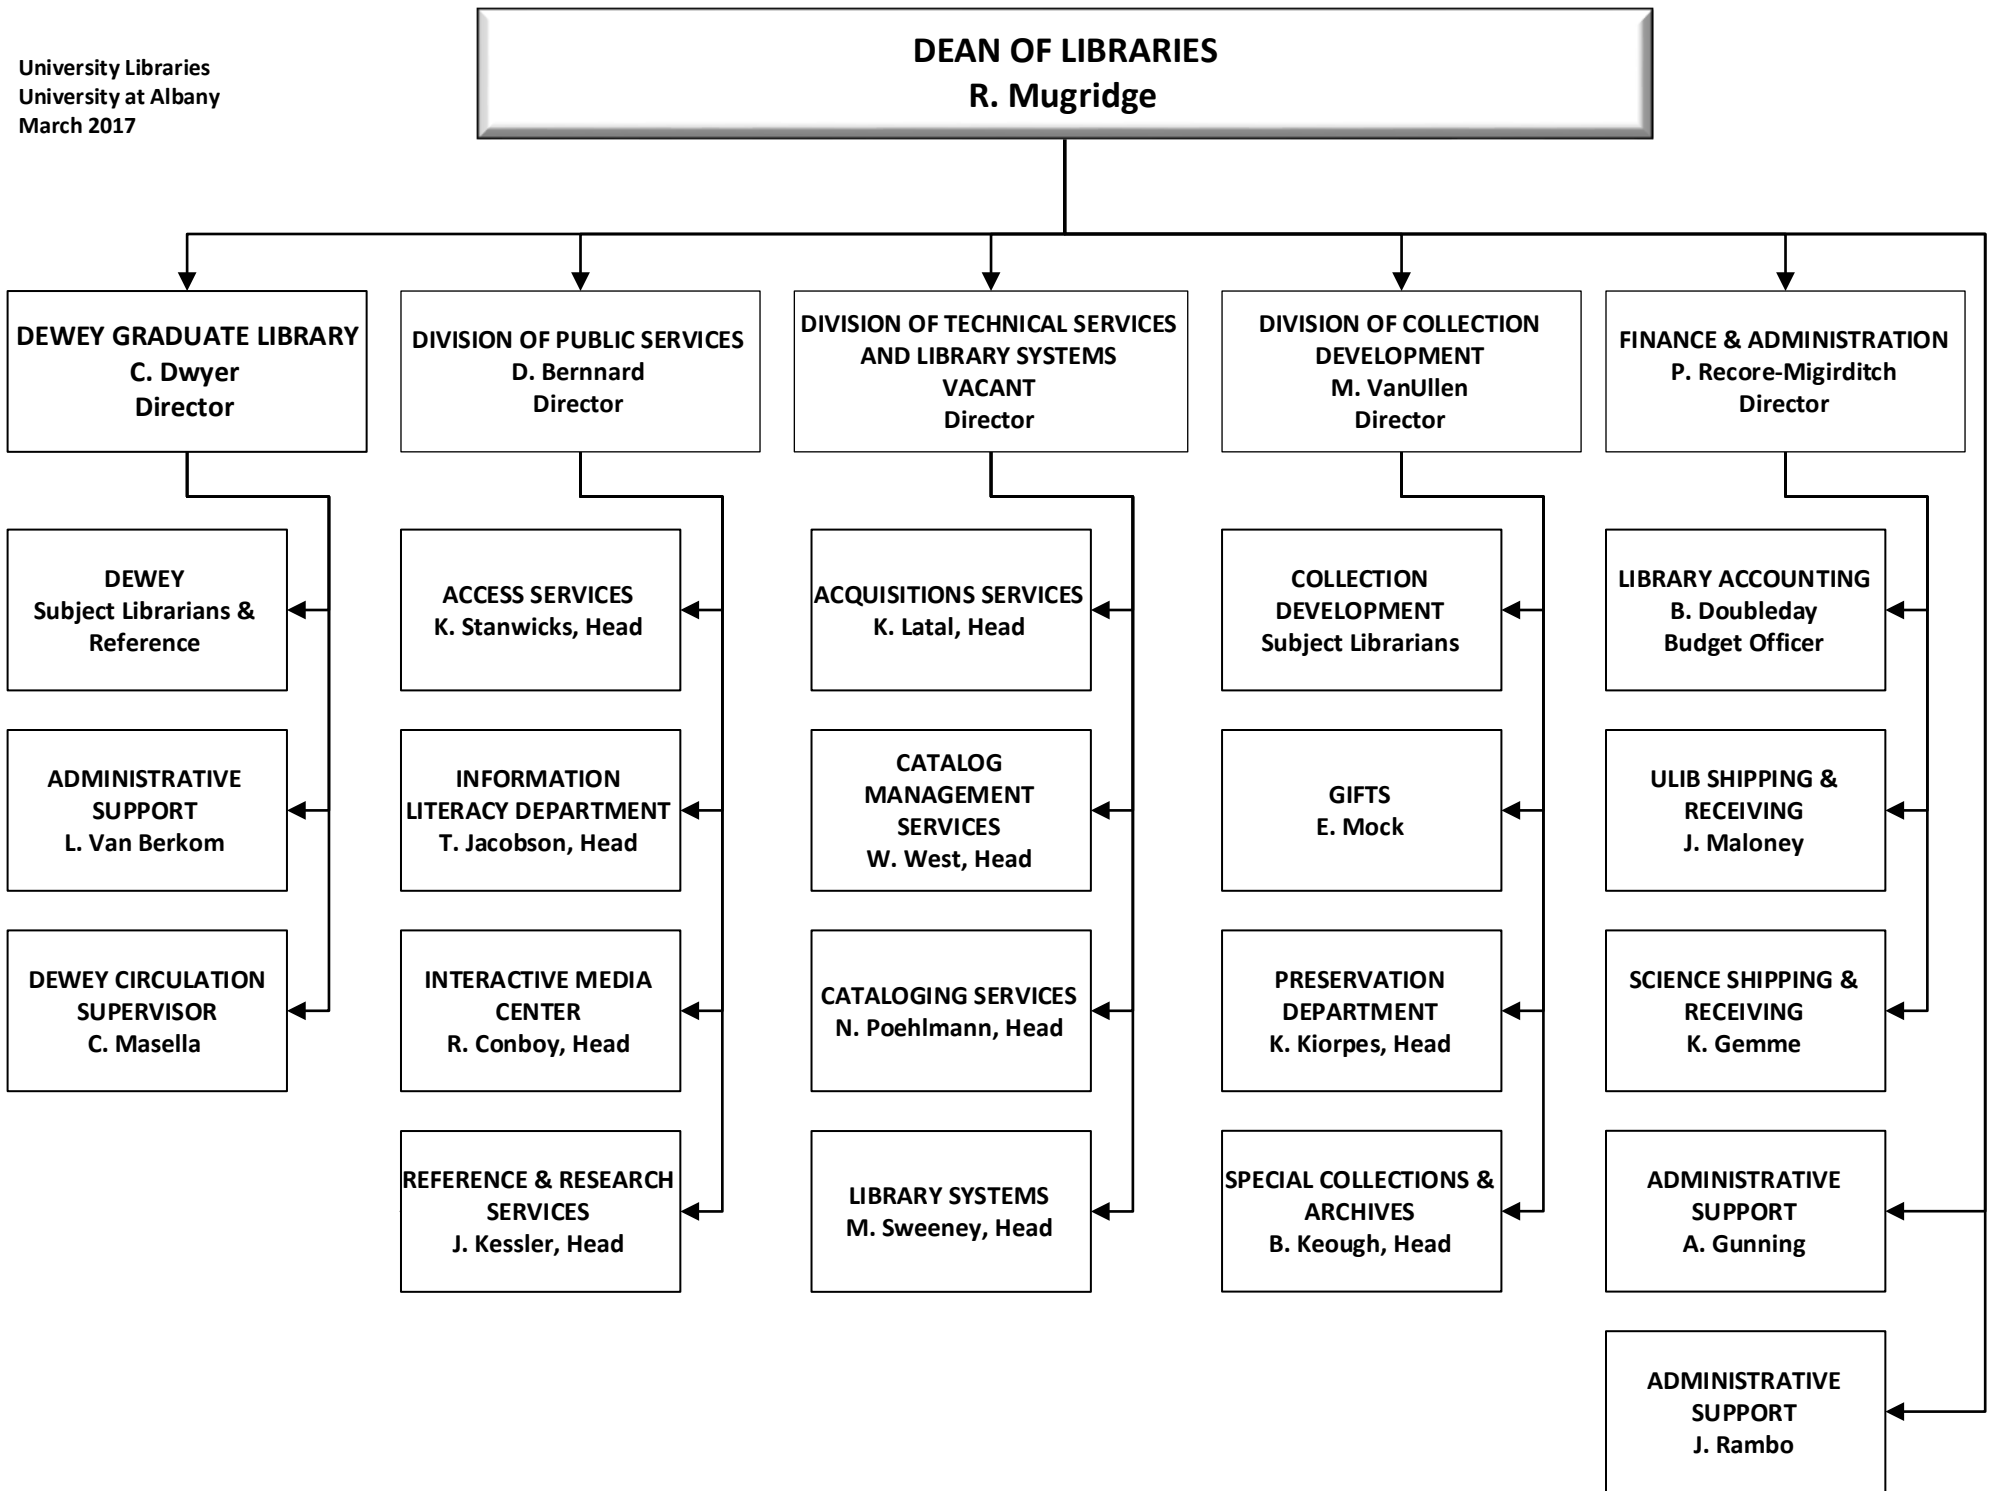 University Libraries
University at Albany
March 2017
DEAN OF LIBRARIES
R. Mugridge
DEWEY GRADUATE LIBRARY
C. Dwyer
Director
DIVISION OF PUBLIC SERVICES
D. Bernnard
Director
DIVISION OF TECHNICAL SERVICES
AND LIBRARY SYSTEMS
VACANT
Director
DIVISION OF COLLECTION
DEVELOPMENT
M. VanUllen
Director
FINANCE & ADMINISTRATION
P. Recore-Migirditch
Director
DEWEY
Subject Librarians &
Reference
ACCESS SERVICES
K. Stanwicks, Head
ACQUISITIONS SERVICES
K. Latal, Head
COLLECTION
DEVELOPMENT
Subject Librarians
LIBRARY ACCOUNTING
B. Doubleday
Budget Officer
ADMINISTRATIVE
SUPPORT
L. Van Berkom
INFORMATION
LITERACY DEPARTMENT
T. Jacobson, Head
CATALOG
MANAGEMENT
SERVICES
W. West, Head
GIFTS
E. Mock
ULIB SHIPPING &
RECEIVING
J. Maloney
DEWEY CIRCULATION
SUPERVISOR
C. Masella
INTERACTIVE MEDIA
CENTER
R. Conboy, Head
CATALOGING SERVICES
N. Poehlmann, Head
PRESERVATION
DEPARTMENT
K. Kiorpes, Head
SCIENCE SHIPPING &
RECEIVING
K. Gemme
REFERENCE & RESEARCH
SERVICES
J. Kessler, Head
LIBRARY SYSTEMS
M. Sweeney, Head
SPECIAL COLLECTIONS &
ARCHIVES
B. Keough, Head
ADMINISTRATIVE
SUPPORT
A. Gunning
ADMINISTRATIVE
SUPPORT
J. Rambo